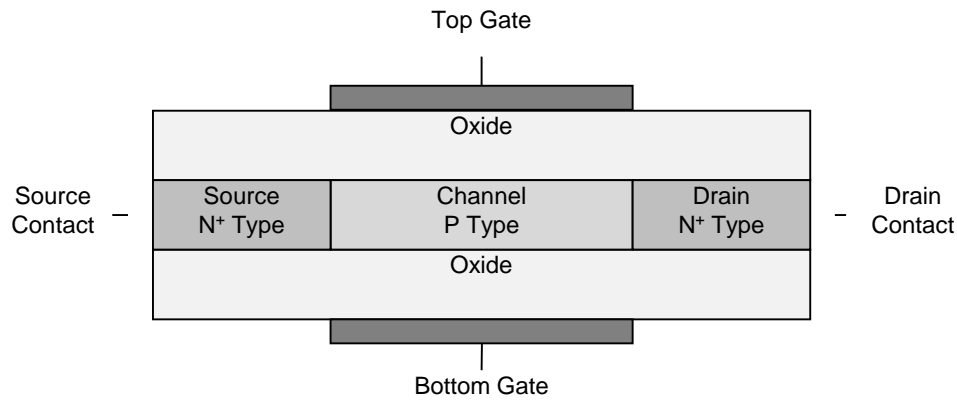 Top Gate
Oxide
Source
Contact
Source
N⁺ Type
Channel
P Type
Drain
N⁺ Type
Drain
Contact
Oxide
Bottom Gate